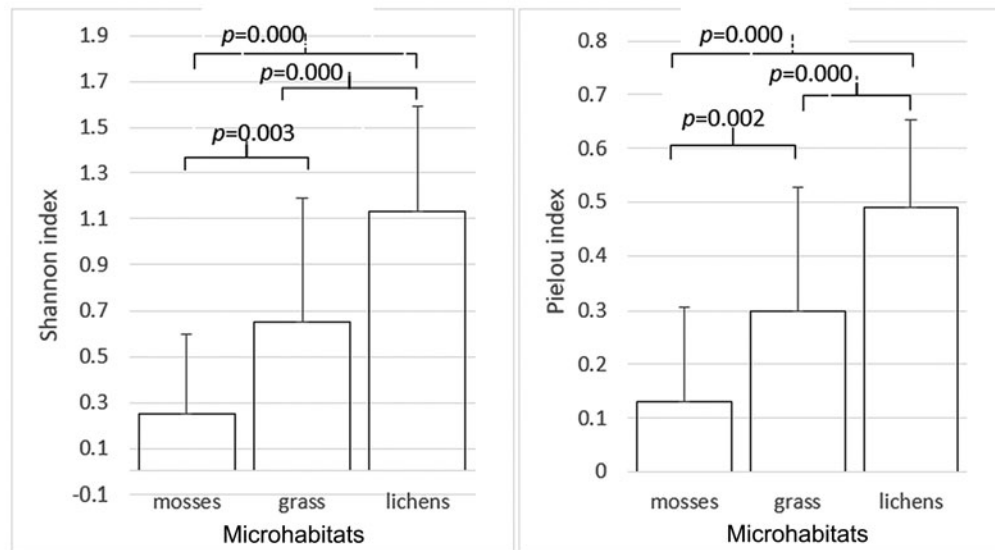 1.9
1.7
1.5
1.3
1.1
0.9
0.7
0.5
0.3
0.1
-0.1
Shannon index
p=0.000
p=0.000
p=0.003
mosses grass lichens
Microhabitats
0.8
0.7
0.6
0.5
0.4
0.3
0.2
0.1
0
Pielou index
p=0.000
p=0.000
p=0.002
mosses grass lichens
Microhabitats